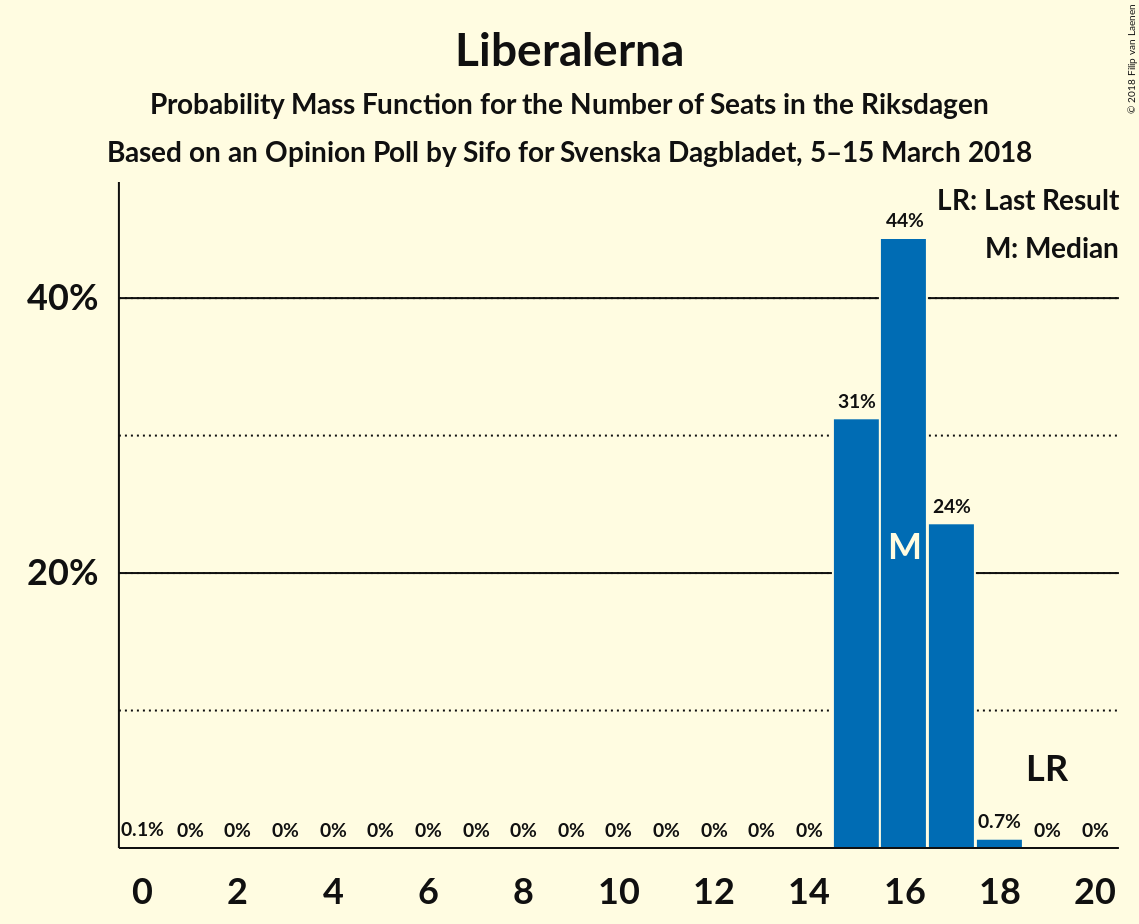 Liberalerna
Probability Mass Function for the Number of Seats in the Riksdagen
Based on an Opinion Poll by Sifo for Svenska Dagbladet, 5–15 March 2018
© 2018 Filip van Laenen
LR: Last Result
M: Median
40%
20%
44%
31%
24%
M
LR
0.1% 0% 0% 0% 0% 0% 0% 0% 0% 0% 0% 0% 0% 0% 0% 0.7% 0% 0%
0 2 4 6 8 10 12 14 16 18 20